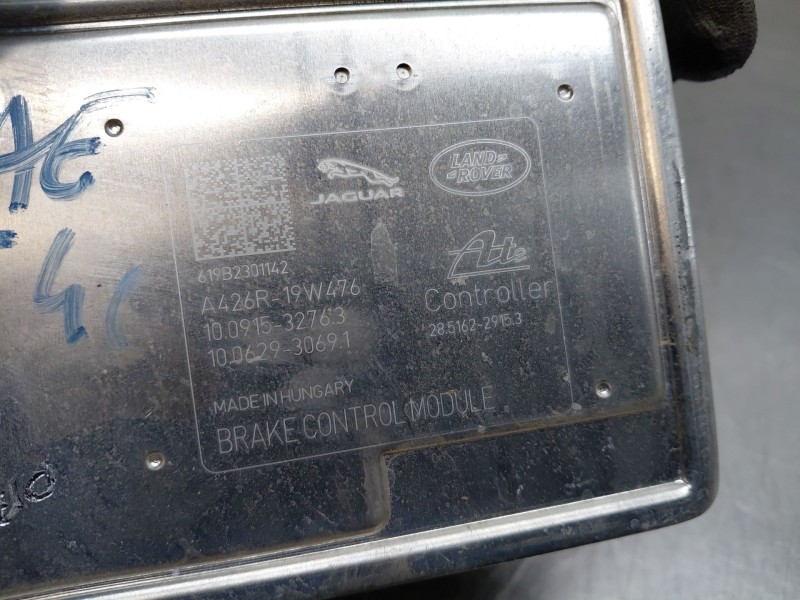 JAGUAR
LAND
ROVER
619B2301142
A426R-19W476
10.0915-3276.3
10.0629-3069.1
Ate
Controller
28.5162-2915.3
MADE IN HUNGARY
BRAKE CONTROL MODULE